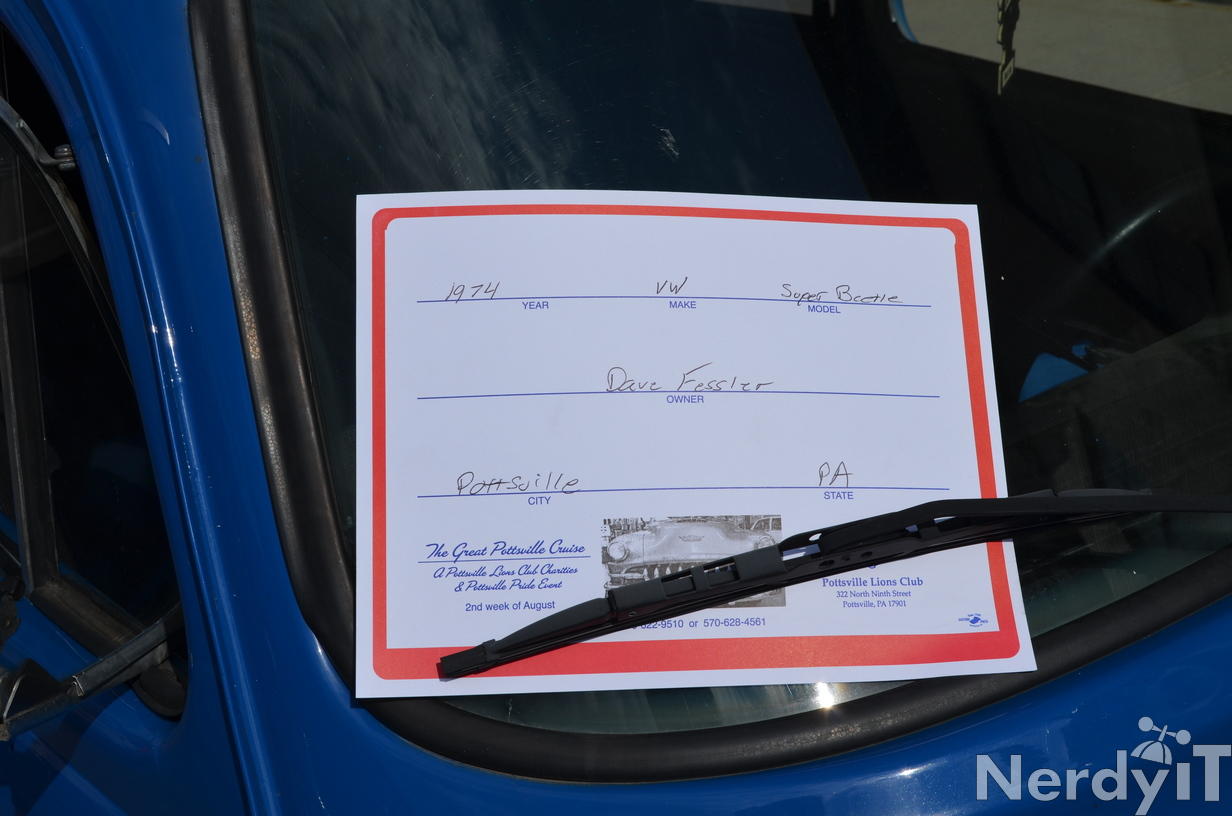 1974 VW Super Beetle
YEAR MAKE MODEL
Dave Fessler
OWNER
Pottsville PA
CITY STATE
The Great Pottsville Cruise
A Pottsville Lions Club Charities
& Pottsville Pride Event
2nd week of August
Pottsville Lions Club
322 North Ninth Street
Pottsville, PA 17901
622-9510 or 570-628-4561
NerdyiT